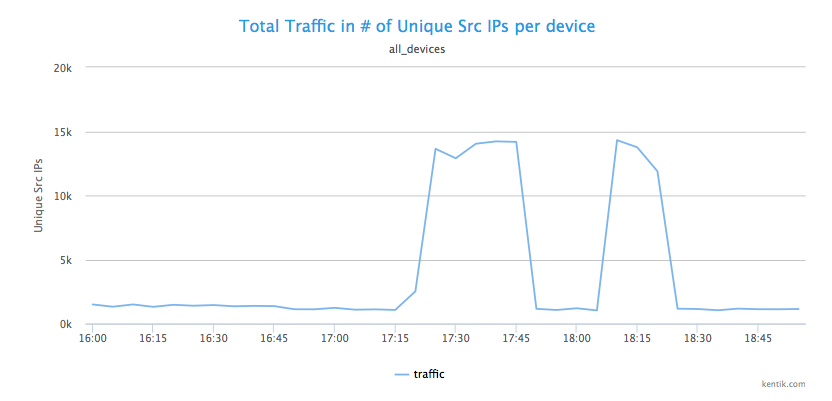 Total Traffic in # of Unique Src IPs per device
all_devices
20k
15k
10k
5k
0k
Unique Src IPs
16:00 16:15 16:30 16:45 17:00 17:15 17:30 17:45 18:00 18:15 18:30 18:45
traffic
kentik.com